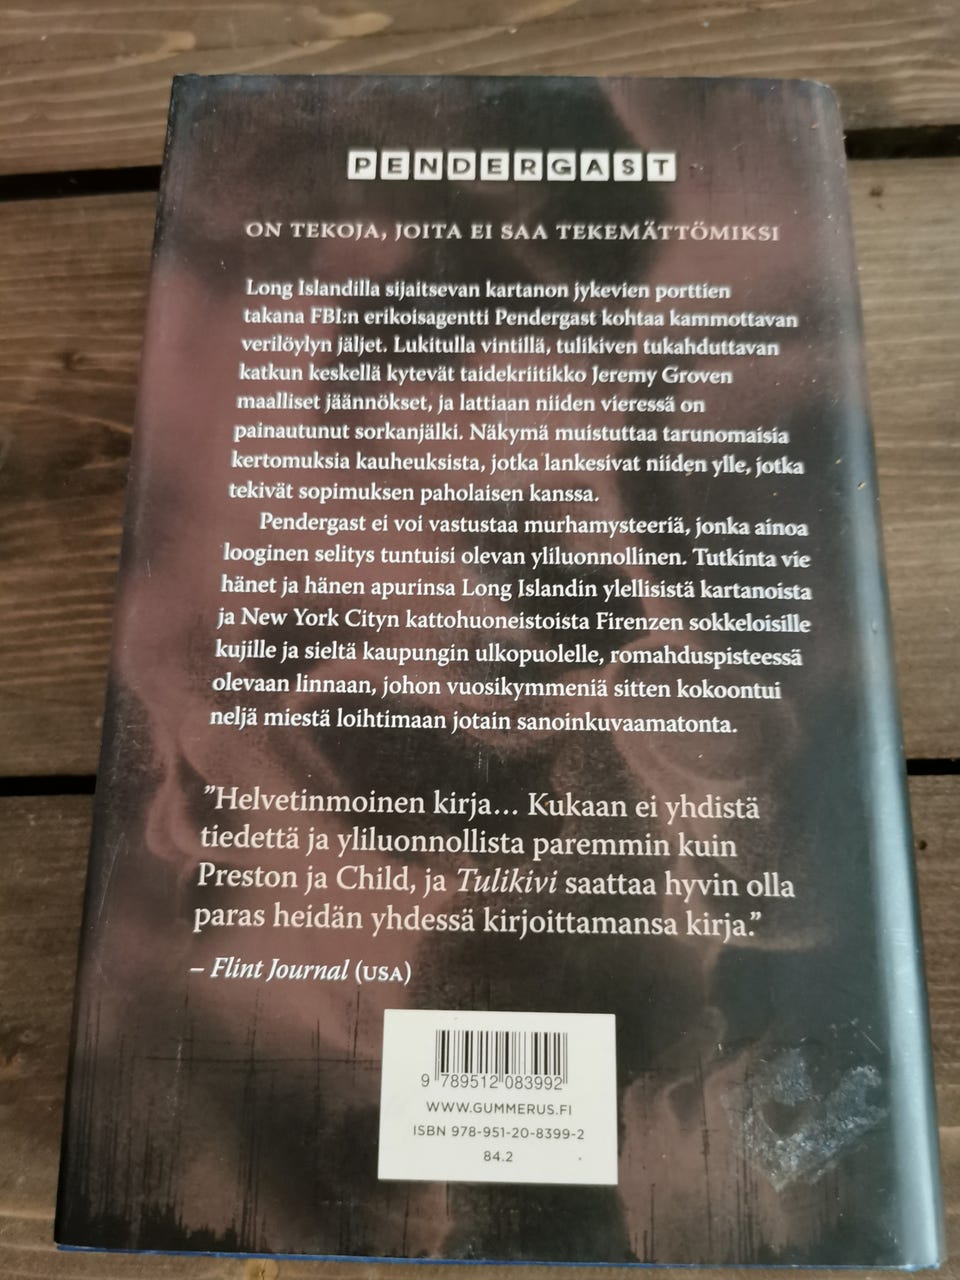 PENDERGAST
ON TEKOJA, JOITA EI SAA TEKEMÄTTÖMIKSI
Long Islandilla sijaitsevan kartanon jykevien porttien
takana FBI:n erikoisagentti Pendergast kohtaa kammottavan
verilöylyn jäljet. Lukitulla vintillä, tulikiven tukahduttavan
katkun keskellä kytevät taidekriitikko Jeremy Groven
maalliset jäännökset, ja lattiaan niiden vieressä on
painautunut sorkanjälki. Näkymä muistuttaa tarunomaisia
kertomuksia kauheuksista, jotka lankesivat niiden ylle, jotka
tekivät sopimuksen paholaisen kanssa.
Pendergast ei voi vastustaa murhamysteeriä, jonka ainoa
looginen selitys tuntuisi olevan yliluonnollinen. Tutkinta vie
hänet ja hänen apurinsa Long Islandin ylellisistä kartanoista
ja New York Cityn kattohuoneistoista Firenzen sokkeloisille
kujille ja sieltä kaupungin ulkopuolelle, romahduspisteessä
olevaan linnaan, johon vuosikymmeniä sitten kokoontui
neljä miestä loihtimaan jotain sanoinkuvaamatonta.
”Helvetinmoinen kirja... Kukaan ei yhdistä
tiedettä ja yliluonnollista paremmin kuin
Preston ja Child, ja Tulikivi saattaa hyvin olla
paras heidän yhdessä kirjoittamansa kirja.”
– Flint Journal (USA)
9 789512 083992
WWW.GUMMERUS.FI
ISBN 978-951-20-8399-2
84.2